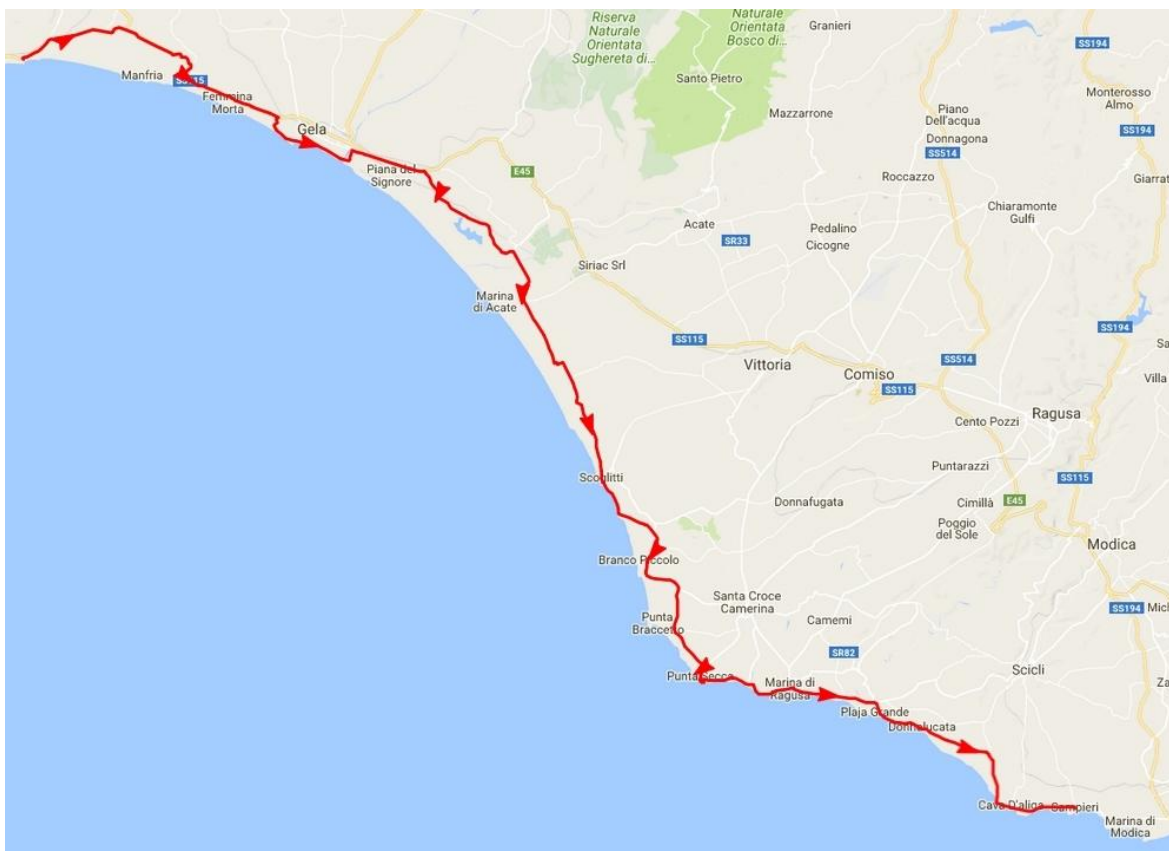 Riserva
Naturale
Orientata
Sughereta di...
Naturale
Orientata
Bosco di...
Granieri
SS194
Santo Pietro
Monterosso
Almo
Manfria
SS115
Femmina
Morta
Mazzarrone
Piano
Dell'acqua
Donnagona
SS194
Gela
SS514
Piana del
Signore
E45
Roccazzo
Giarrat
Chiaramonte
Gulfi
Acate
Pedalino
Cicogne
SR33
Siriac Srl
Marina
di Acate
SS194
SS115
Sa
Vittoria
SS514
Comiso
Villa
SS115
Ragusa
Cento Pozzi
Scoglitti
Puntarazzi
SS115
Donnafugata
Cimillà
E45
Poggio
del Sole
Modica
Branco Piccolo
Santa Croce
Camerina
SS194
Mich
Punta
Braccetto
Camemi
SR82
Scicli
Punta Secca
Marina di
Ragusa
Za
Plaja Grande
Donnalucata
Cava D'aliga
Sampieri
Marina di
Modica